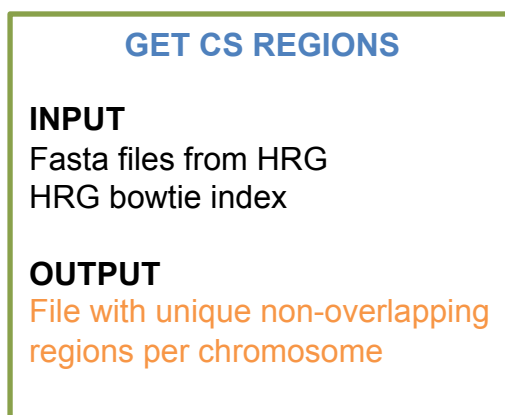 GET CS REGIONS
INPUT
Fasta files from HRG
HRG bowtie index
OUTPUT
File with unique non-overlapping
regions per chromosome